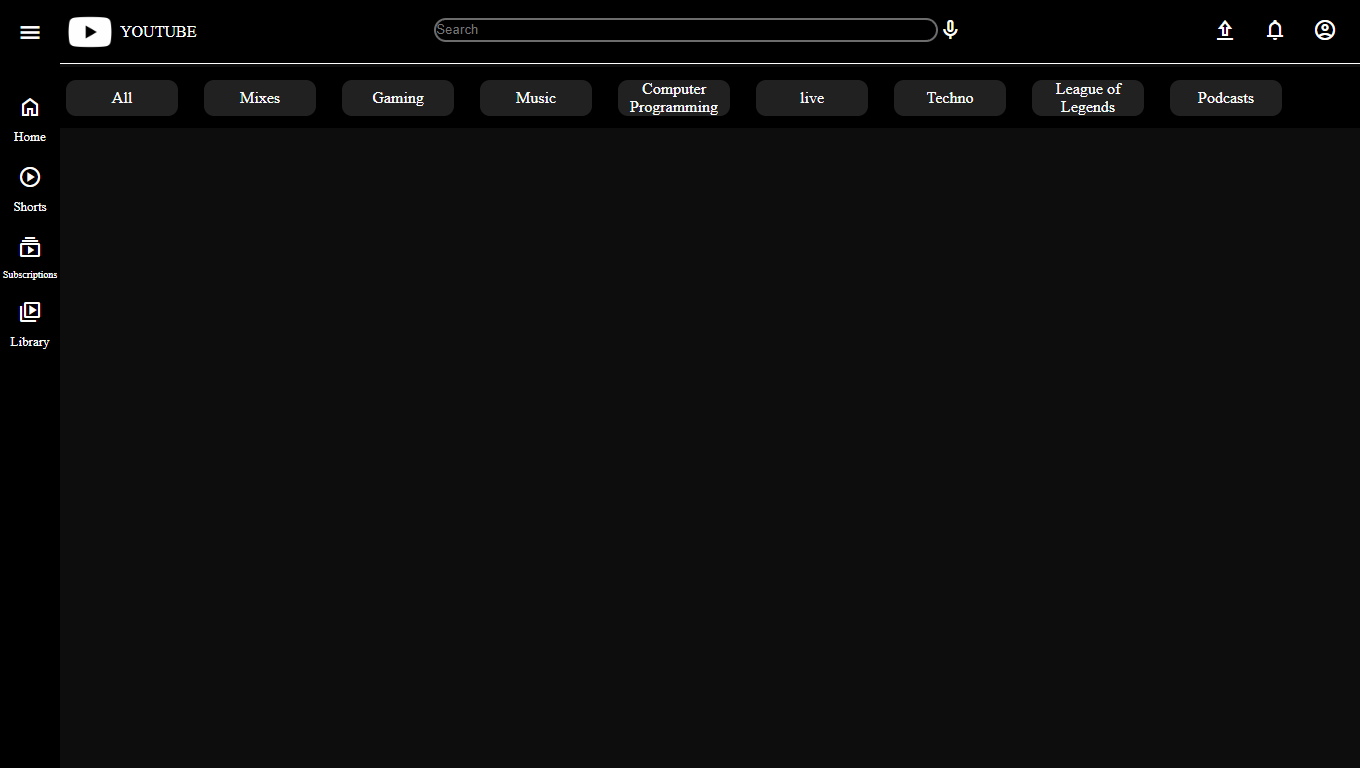 YOUTUBE
Search
All
Mixes
Gaming
Music
Computer
Programming
live
Techno
League of
Legends
Podcasts
Home
Shorts
Subscriptions
Library